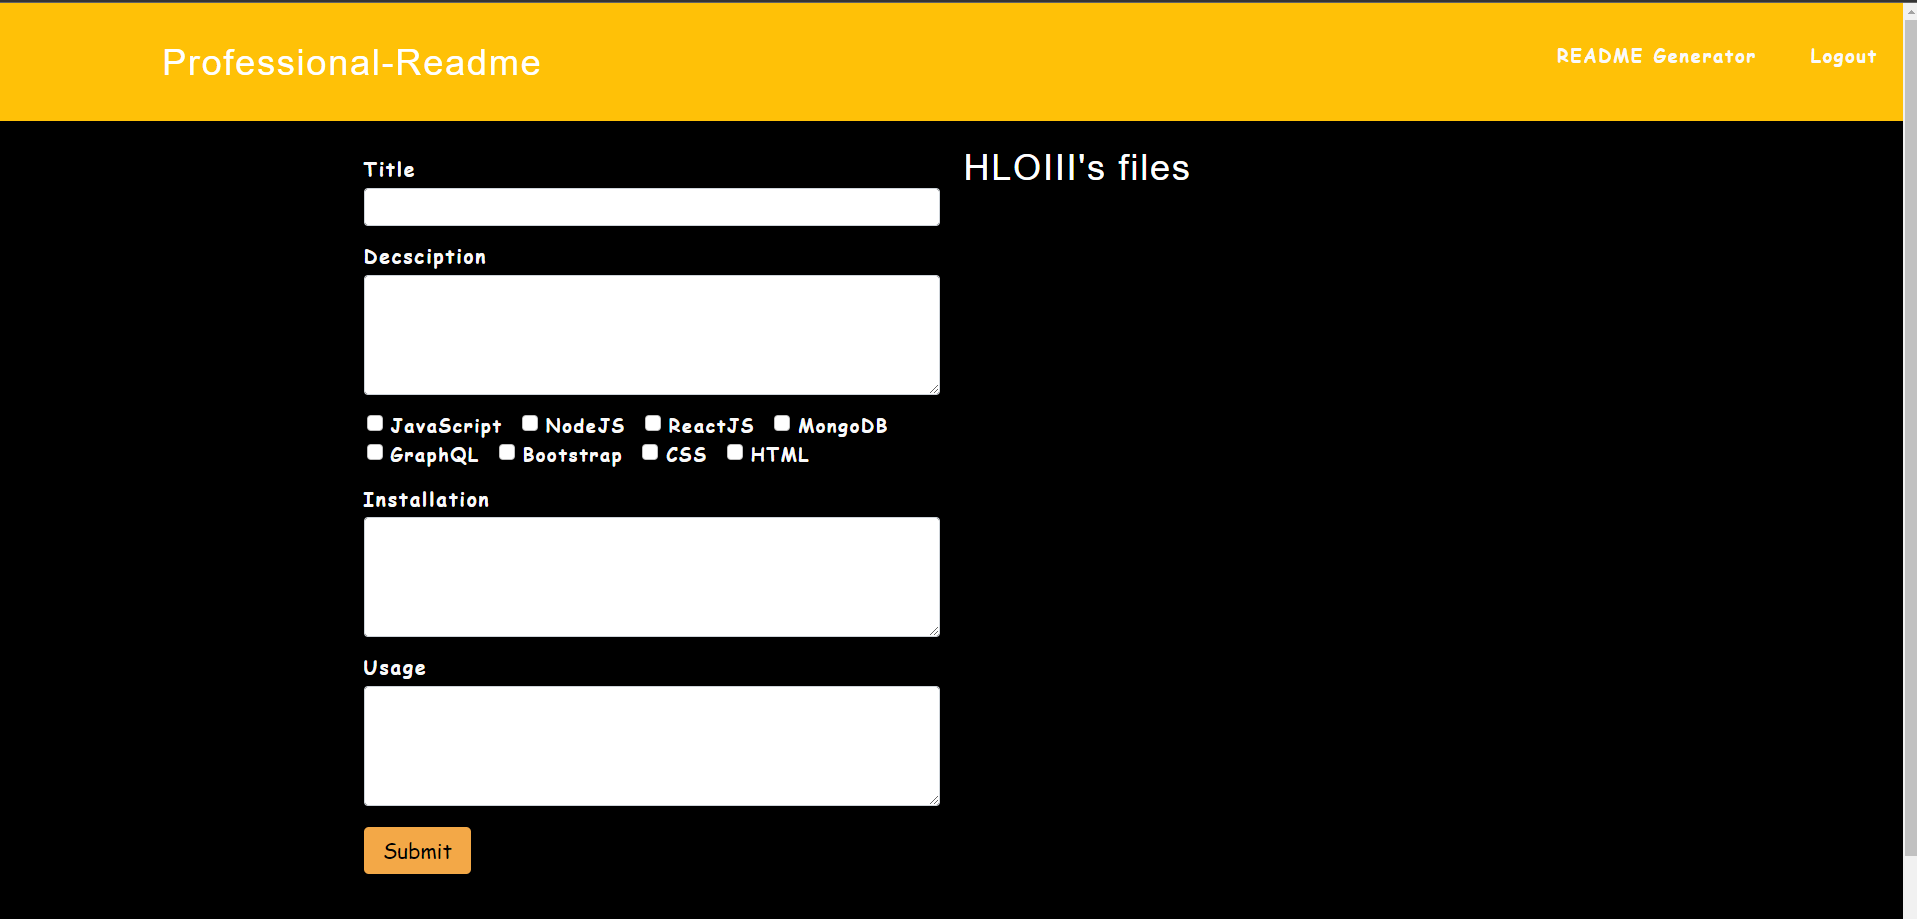 Professional-Readme
README Generator
Logout
Title
Decsciption
JavaScript NodeJS ReactJS MongoDB
GraphQL Bootstrap CSS HTML
Installation
Usage
Submit
HLOIII's files